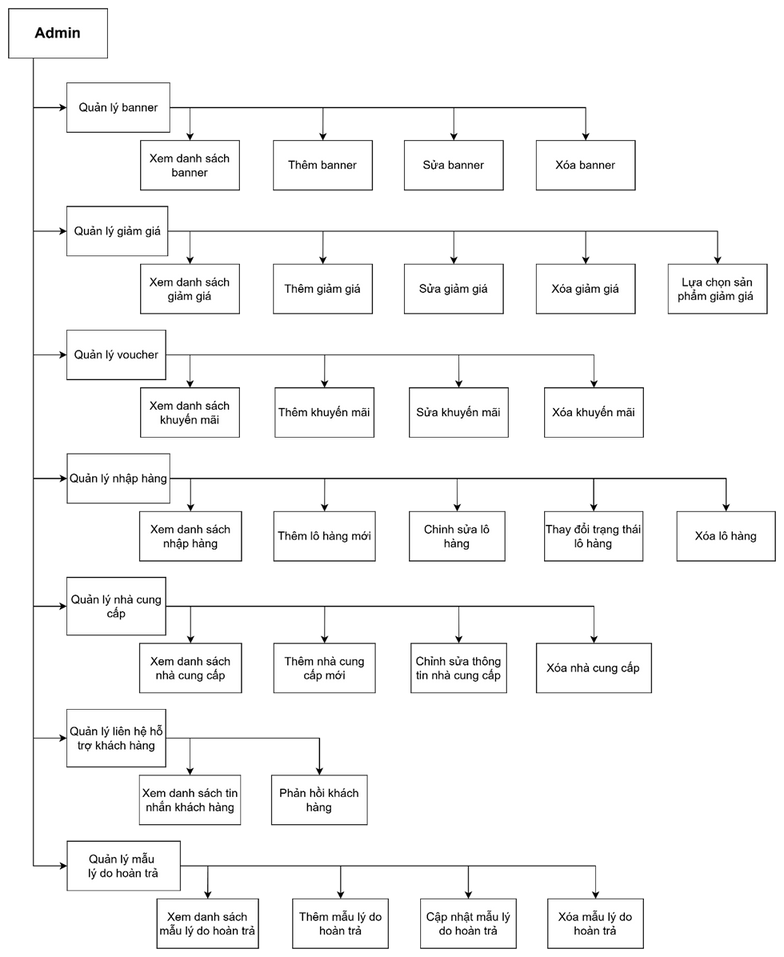 Admin
Quản lý banner
Xem danh sách
banner
Thêm banner
Sửa banner
Xóa banner
Quản lý giảm giá
Xem danh sách
giảm giá
Thêm giảm giá
Sửa giảm giá
Xóa giảm giá
Lựa chọn sản
phẩm giảm giá
Quản lý voucher
Xem danh sách
khuyến mãi
Thêm khuyến mãi
Sửa khuyến mãi
Xóa khuyến mãi
Quản lý nhập hàng
Xem danh sách
nhập hàng
Thêm lô hàng mới
Chỉnh sửa lô
hàng
Thay đổi trạng thái
lô hàng
Xóa lô hàng
Quản lý nhà cung
cấp
Xem danh sách
nhà cung cấp
Thêm nhà cung
cấp mới
Chỉnh sửa thông
tin nhà cung cấp
Xóa nhà cung cấp
Quản lý liên hệ hỗ
trợ khách hàng
Xem danh sách tin
nhắn khách hàng
Phản hồi khách
hàng
Quản lý mẫu
lý do hoàn trả
Xem danh sách
mẫu lý do hoàn trả
Thêm mẫu lý do
hoàn trả
Cập nhật mẫu lý
do hoàn trả
Xóa mẫu lý do
hoàn trả